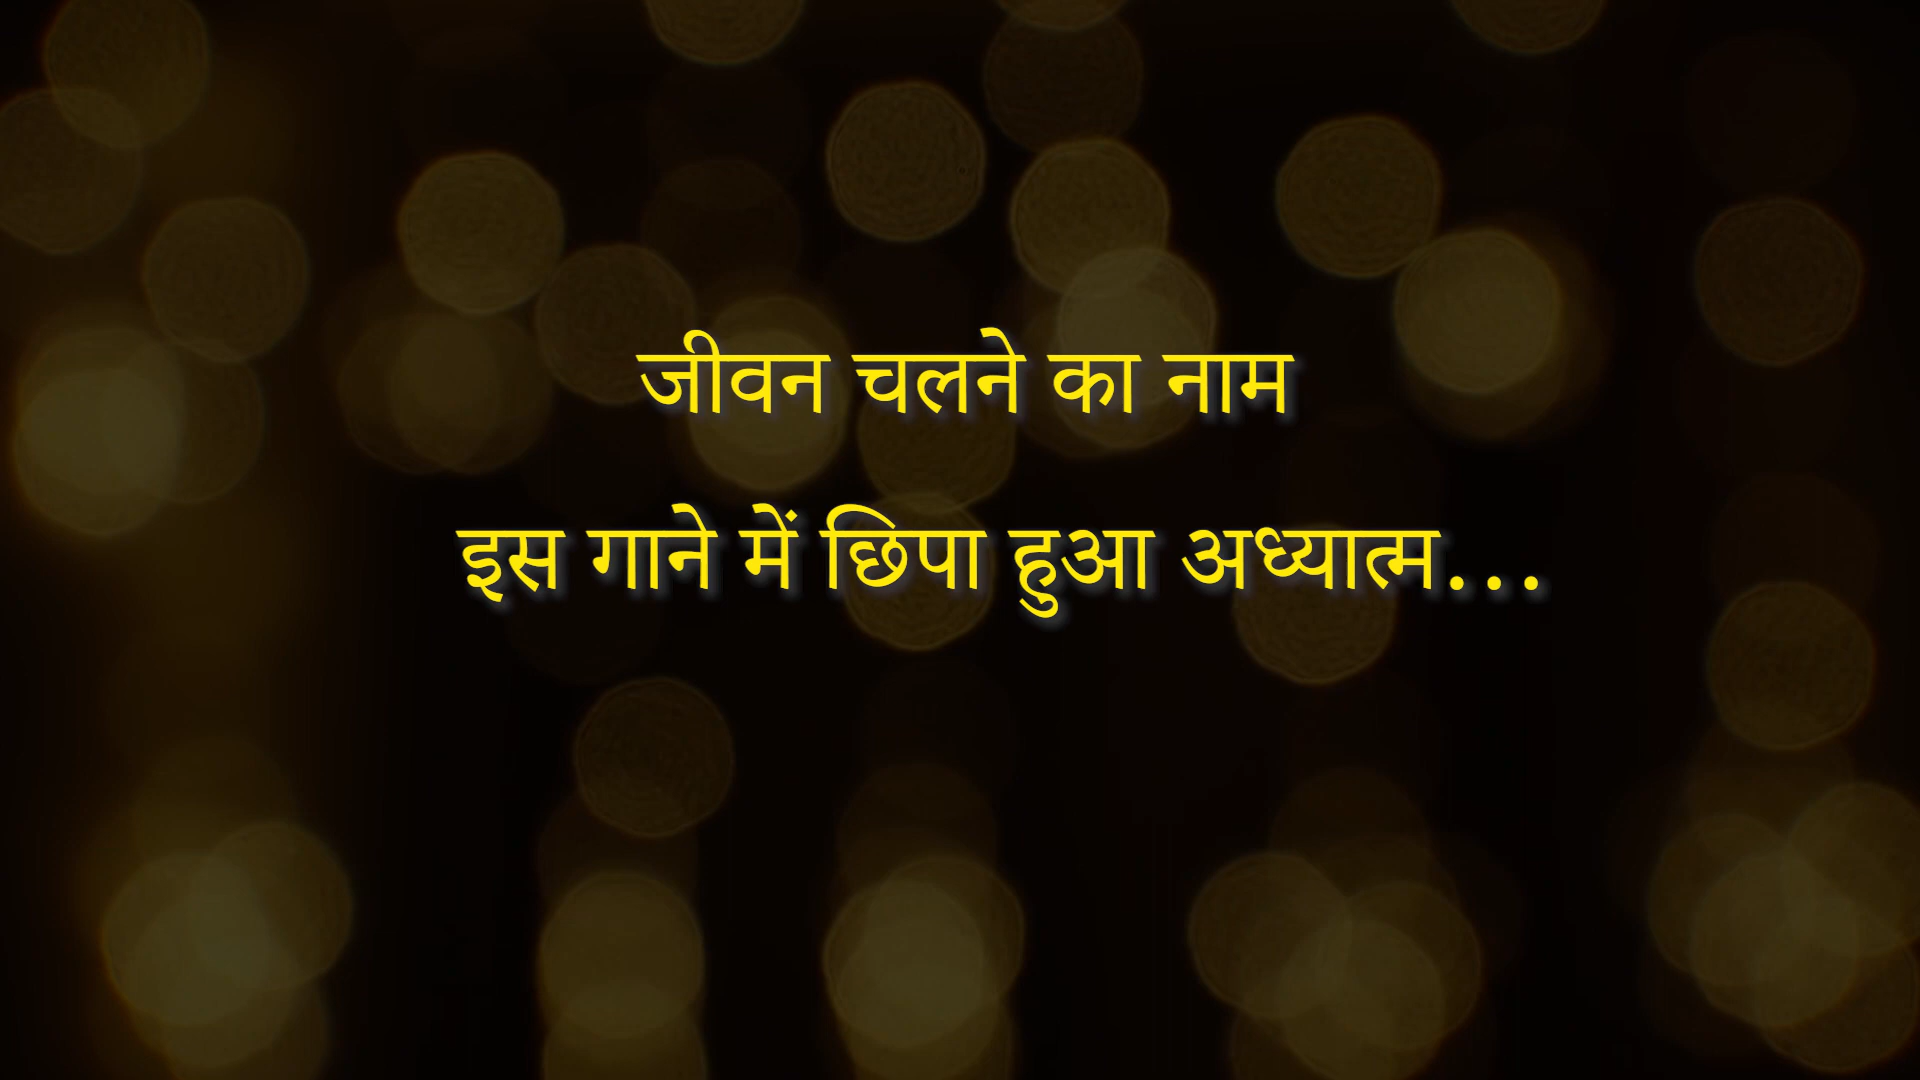 जीवन चलने का नाम
इस गाने में छिपा हुआ अध्यात्म...